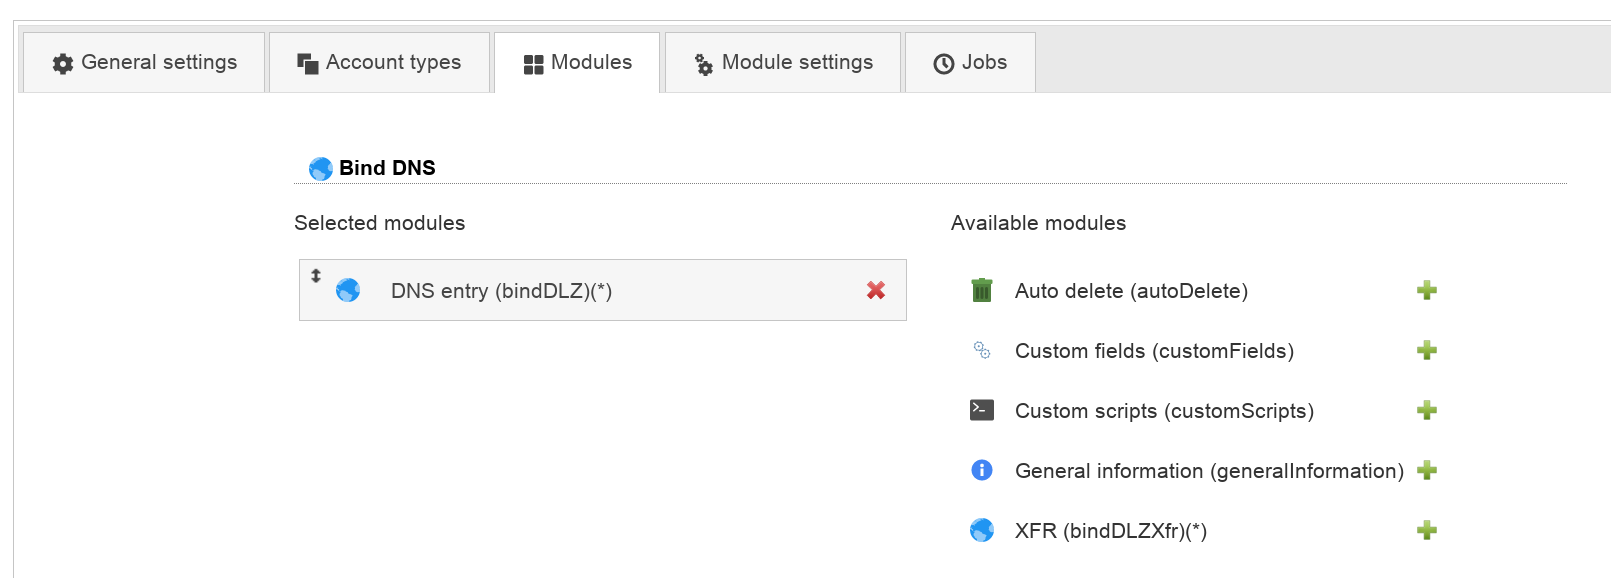 General settings Account types Modules Module settings Jobs
Bind DNS
Selected modules
DNS entry (bindDLZ)(*)
Available modules
Auto delete (autoDelete)
Custom fields (customFields)
Custom scripts (customScripts)
General information (generalInformation)
XFR (bindDLZXfr)(*)